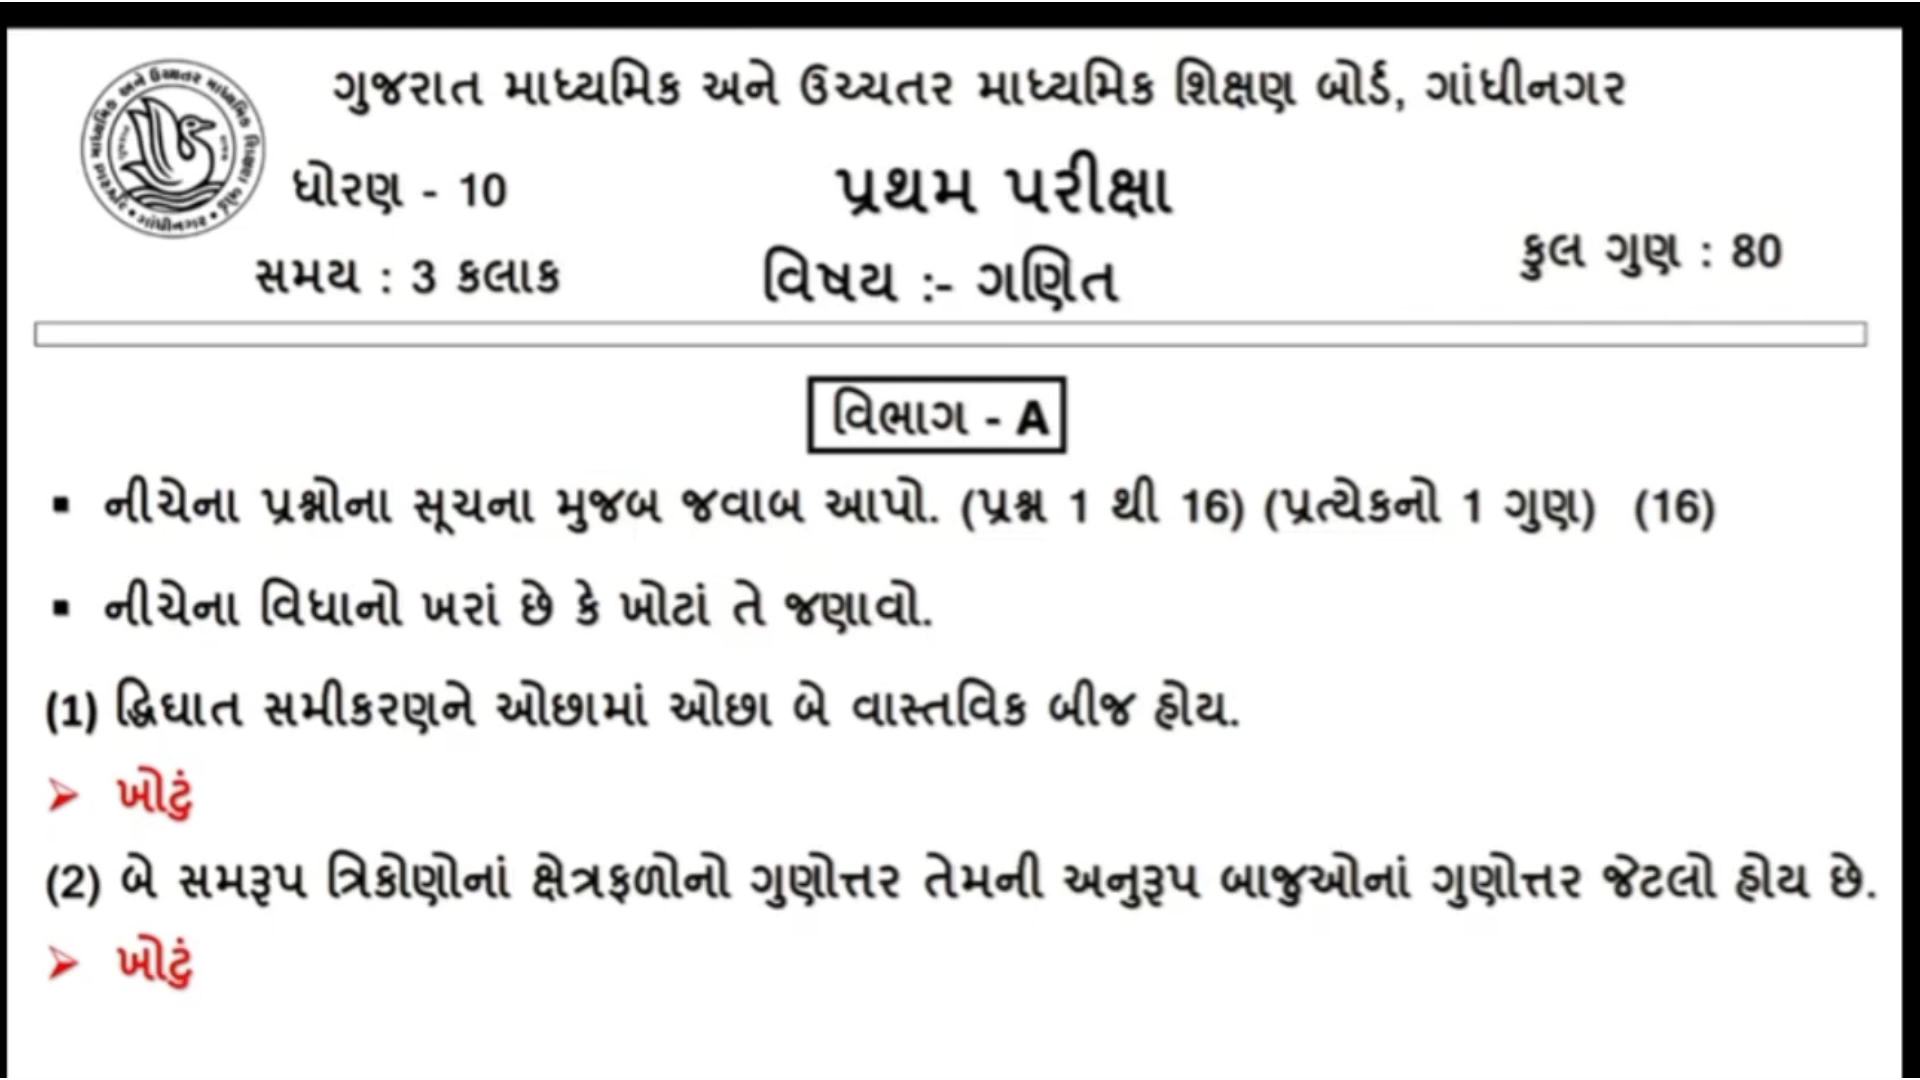 ગુજરાત માધ્યમિક અને ઉચ્ચતર માધ્યમિક શિક્ષણ બોર્ડ, ગાંધીનગર
ધોરણ - 10
પ્રથમ પરીક્ષા
સમય : 3 કલાક
વિષય :- ગણિત
કુલ ગુણ : 80
વિભાગ - A
▪ નીચેના પ્રશ્નોના સૂચના મુજબ જવાબ આપો. (પ્રશ્ન 1 થી 16) (પ્રત્યેકનો 1 ગુણ) (16)
▪ નીચેના વિધાનો ખરાં છે કે ખોટાં તે જણાવો.
(1) દ્વિઘાત સમીકરણને ઓછામાં ઓછા બે વાસ્તવિક બીજ હોય.
➢ ખોટું
(2) બે સમરૂપ ત્રિકોણોનાં ક્ષેત્રફળોનો ગુણોત્તર તેમની અનુરૂપ બાજુઓનાં ગુણોત્તર જેટલો હોય છે.
➢ ખોટું